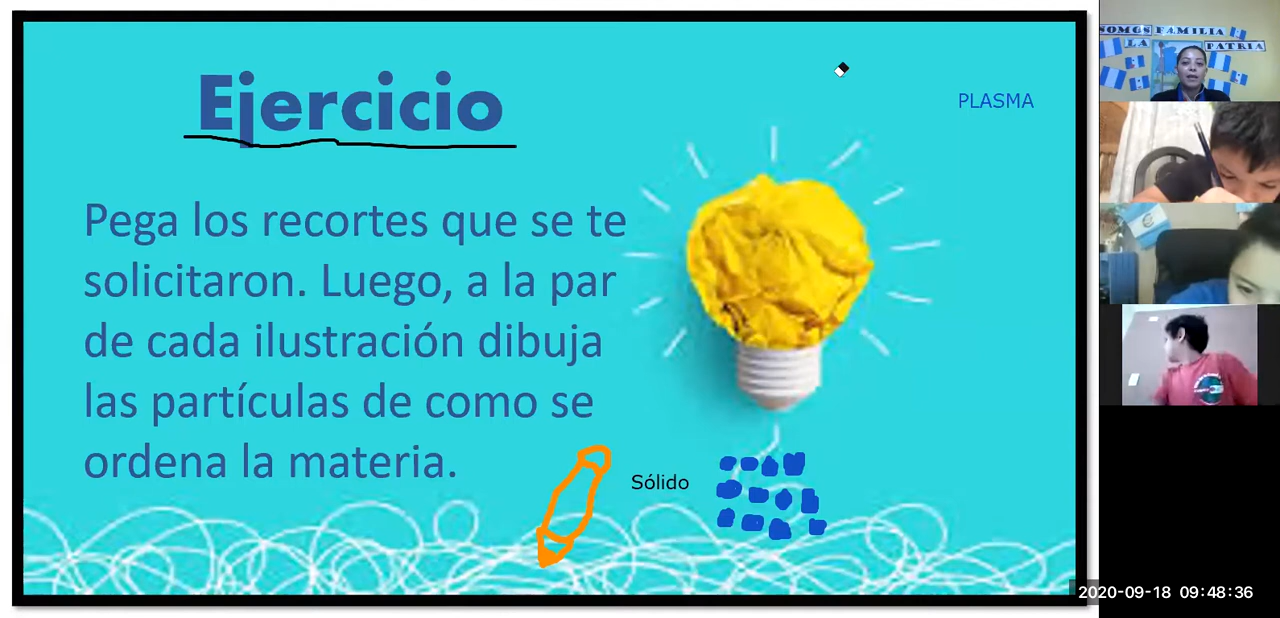 Ejercicio
PLASMA
Pega los recortes que se te
solicitaron. Luego, a la par
de cada ilustración dibuja
las partículas de como se
ordena la materia.
Sólido
SOMOS FAMILIA
LA PATRIA
2020-09-18 09:48:36